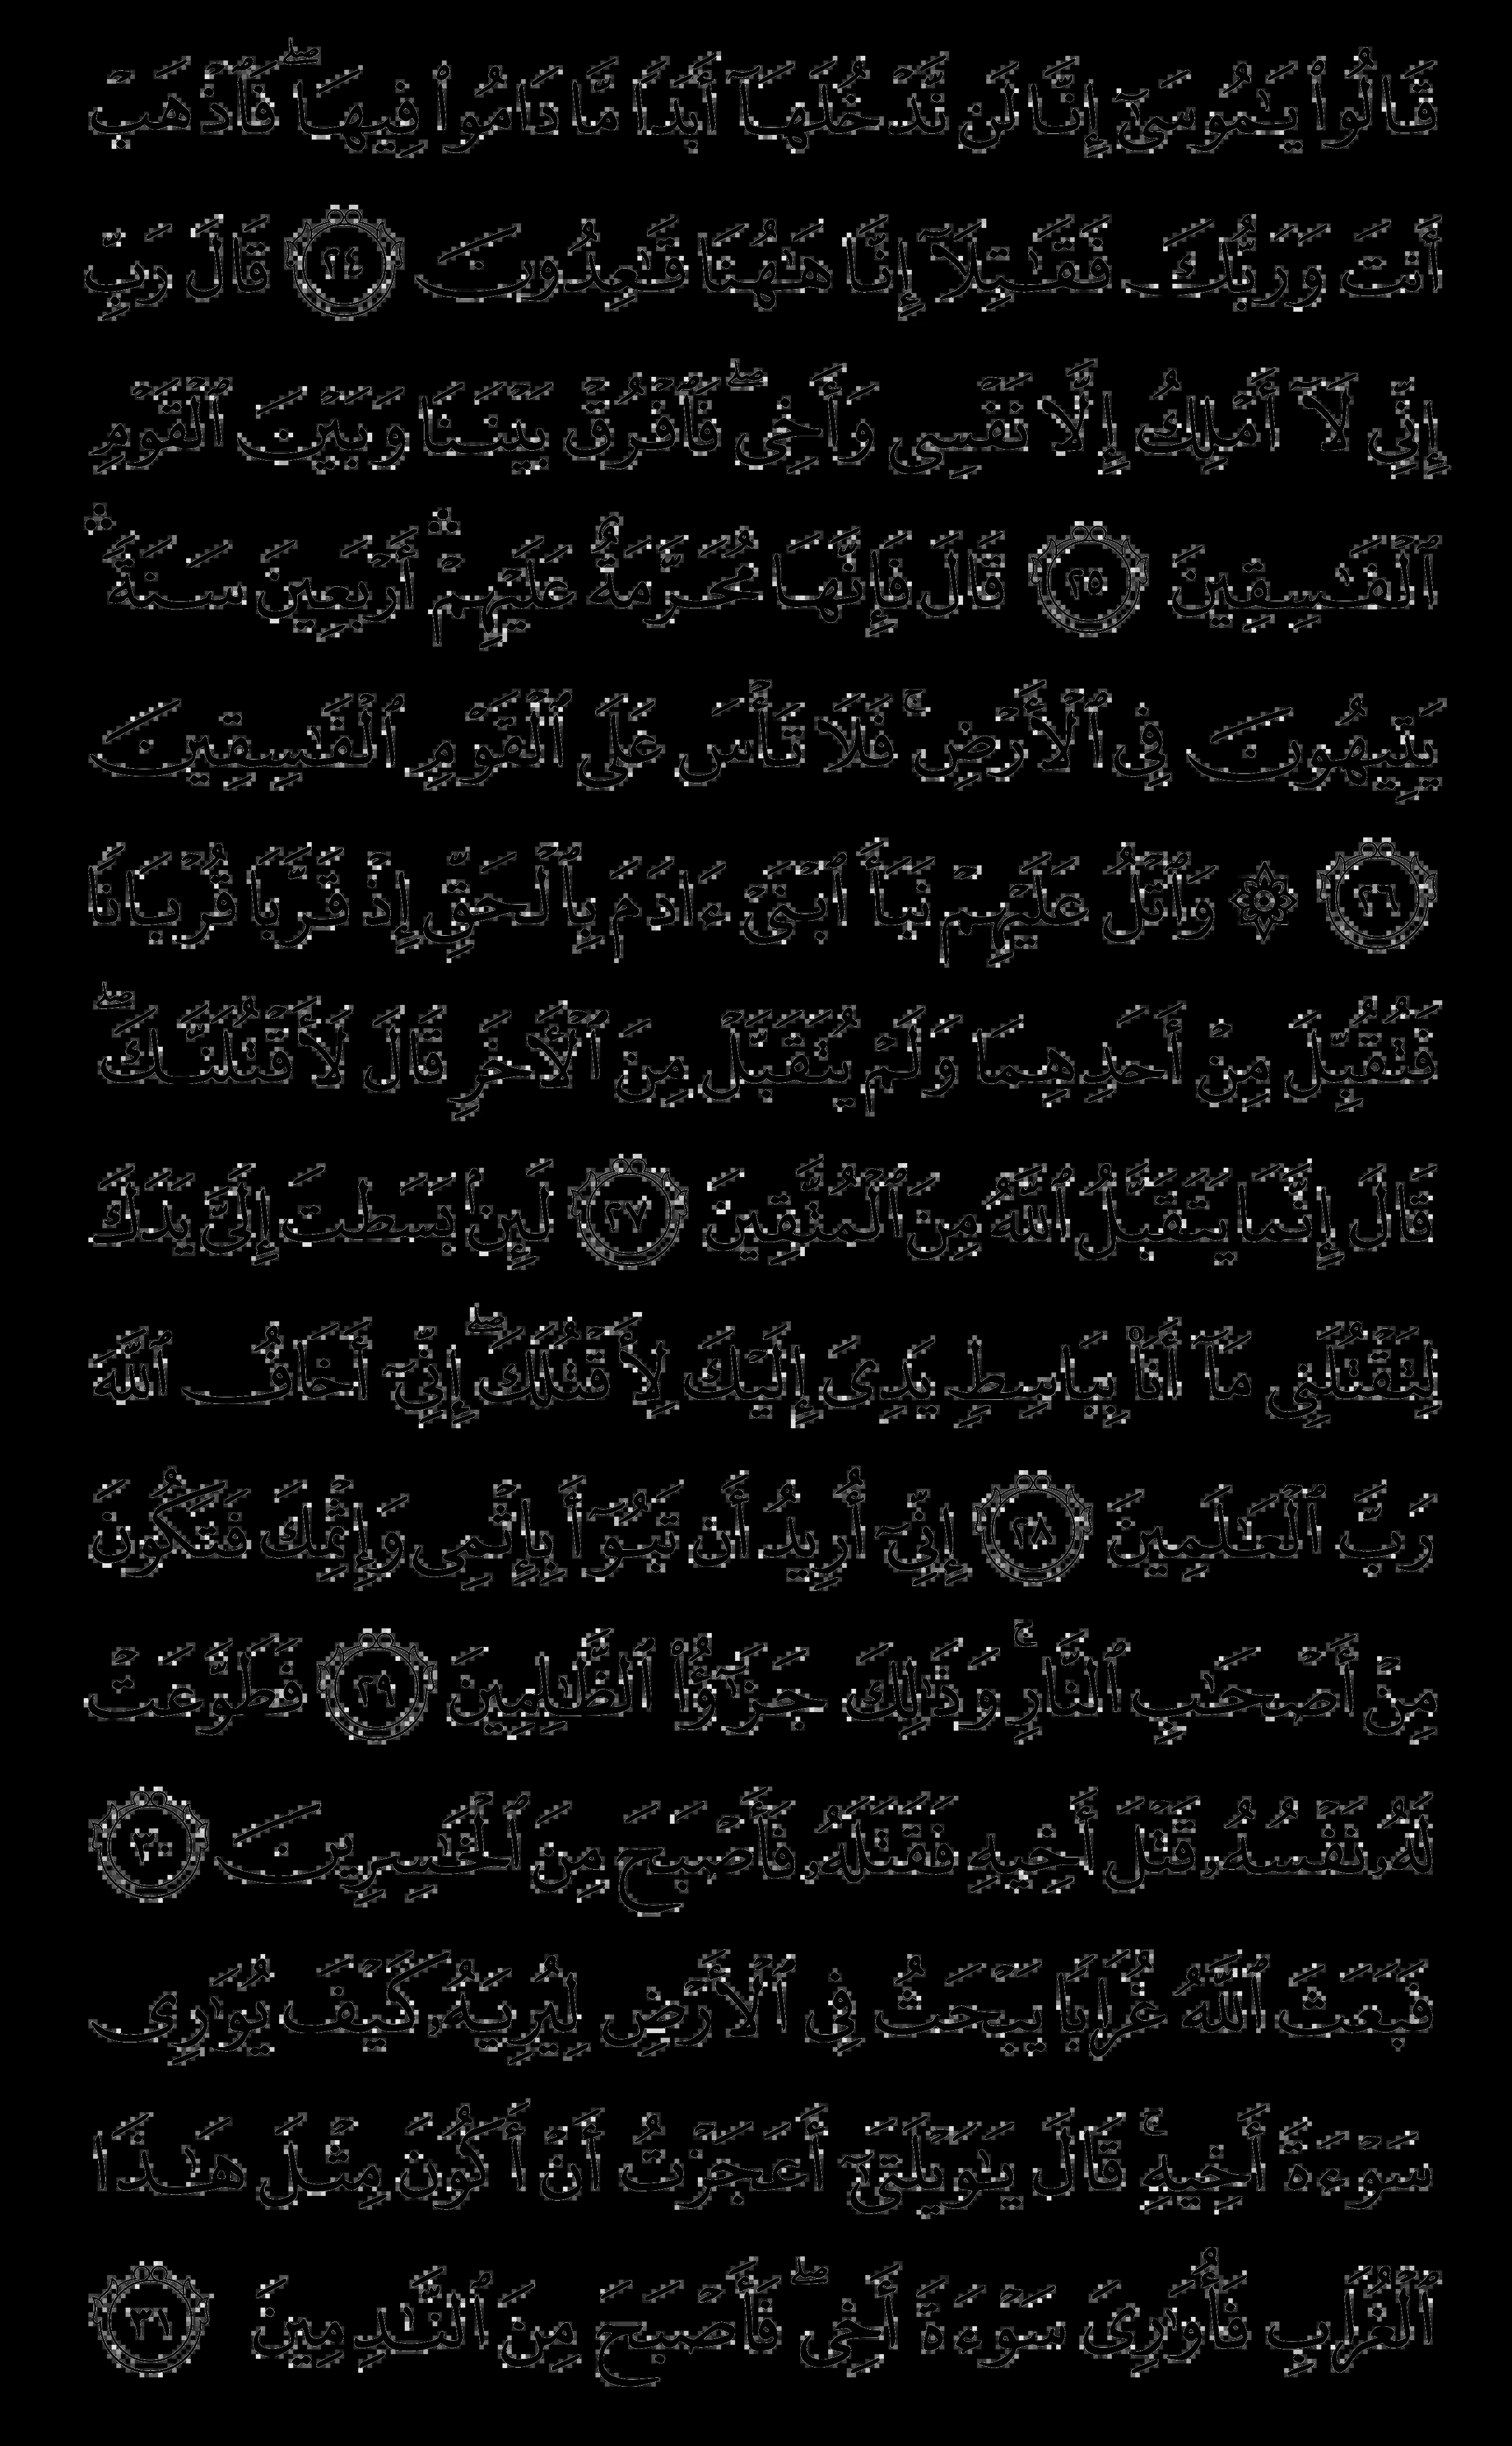 قَالُوا۟ يَـٰمُوسَىٰٓ إِنَّا لَن نَّدْخُلَهَآ أَبَدًا مَّا دَامُوا۟ فِيهَا ۖ فَٱذْهَبْ
أَنتَ وَرَبُّكَ فَقَـٰتِلَآ إِنَّا هَـٰهُنَا قَـٰعِدُونَ ٢٤ قَالَ رَبِّ
إِنِّى لَآ أَمْلِكُ إِلَّا نَفْسِى وَأَخِى ۖ فَٱفْرُقْ بَيْنَنَا وَبَيْنَ ٱلْقَوْمِ
ٱلْفَـٰسِقِينَ ٢٥ قَالَ فَإِنَّهَا مُحَرَّمَةٌ عَلَيْهِمْ ۛ أَرْبَعِينَ سَنَةً ۛ
يَتِيهُونَ فِى ٱلْأَرْضِ ۚ فَلَا تَأْسَ عَلَى ٱلْقَوْمِ ٱلْفَـٰسِقِينَ
٢٦ ۞ وَٱتْلُ عَلَيْهِمْ نَبَأَ ٱبْنَىْ ءَادَمَ بِٱلْحَقِّ إِذْ قَرَّبَا قُرْبَانًا
فَتُقُبِّلَ مِنْ أَحَدِهِمَا وَلَمْ يُتَقَبَّلْ مِنَ ٱلْـَٔاخَرِ قَالَ لَأَقْتُلَنَّكَ ۖ
قَالَ إِنَّمَا يَتَقَبَّلُ ٱللَّهُ مِنَ ٱلْمُتَّقِينَ ٢٧ لَئِنۢ بَسَطتَ إِلَىَّ يَدَكَ
لِتَقْتُلَنِى مَآ أَنَا۠ بِبَاسِطٍ يَدِىَ إِلَيْكَ لِأَقْتُلَكَ ۖ إِنِّىٓ أَخَافُ ٱللَّهَ
رَبَّ ٱلْعَـٰلَمِينَ ٢٨ إِنِّىٓ أُرِيدُ أَن تَبُوٓأَ بِإِثْمِى وَإِثْمِكَ فَتَكُونَ
مِنْ أَصْحَـٰبِ ٱلنَّارِ ۚ وَذَٰلِكَ جَزَٰٓؤُا۟ ٱلظَّـٰلِمِينَ ٢٩ فَطَوَّعَتْ
لَهُۥ نَفْسُهُۥ قَتْلَ أَخِيهِ فَقَتَلَهُۥ فَأَصْبَحَ مِنَ ٱلْخَـٰسِرِينَ ٣٠
فَبَعَثَ ٱللَّهُ غُرَابًا يَبْحَثُ فِى ٱلْأَرْضِ لِيُرِيَهُۥ كَيْفَ يُوَٰرِى
سَوْءَةَ أَخِيهِ ۚ قَالَ يَـٰوَيْلَتَىٰٓ أَعَجَزْتُ أَنْ أَكُونَ مِثْلَ هَـٰذَا
ٱلْغُرَابِ فَأُوَٰرِىَ سَوْءَةَ أَخِى ۖ فَأَصْبَحَ مِنَ ٱلنَّـٰدِمِينَ ٣١